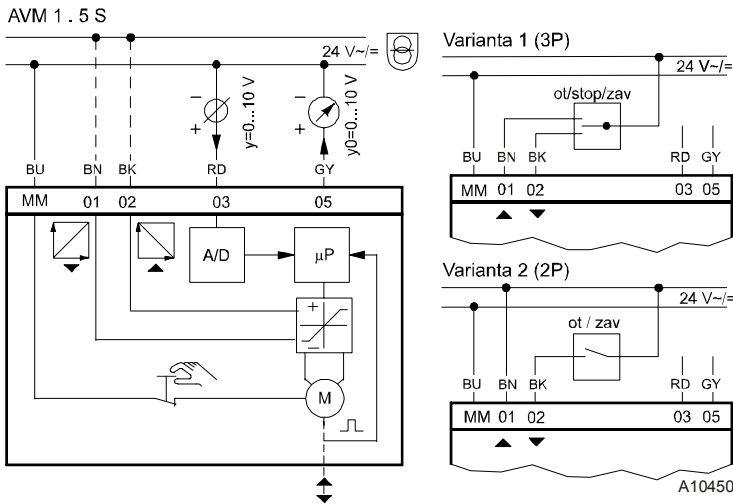 AVM 1 . 5 S
24 V~/=
y=0...10 V
y0=0...10 V
− −
+ +
BU BN BK RD GY
MM 01 02 03 05
A/D µP
+
−
M
Varianta 1 (3P)
24 V~/=
ot/stop/zav
BU BN BK RD GY
MM 01 02 03 05
Varianta 2 (2P)
24 V~/=
ot / zav
BU BN BK RD GY
MM 01 02 03 05
A10450